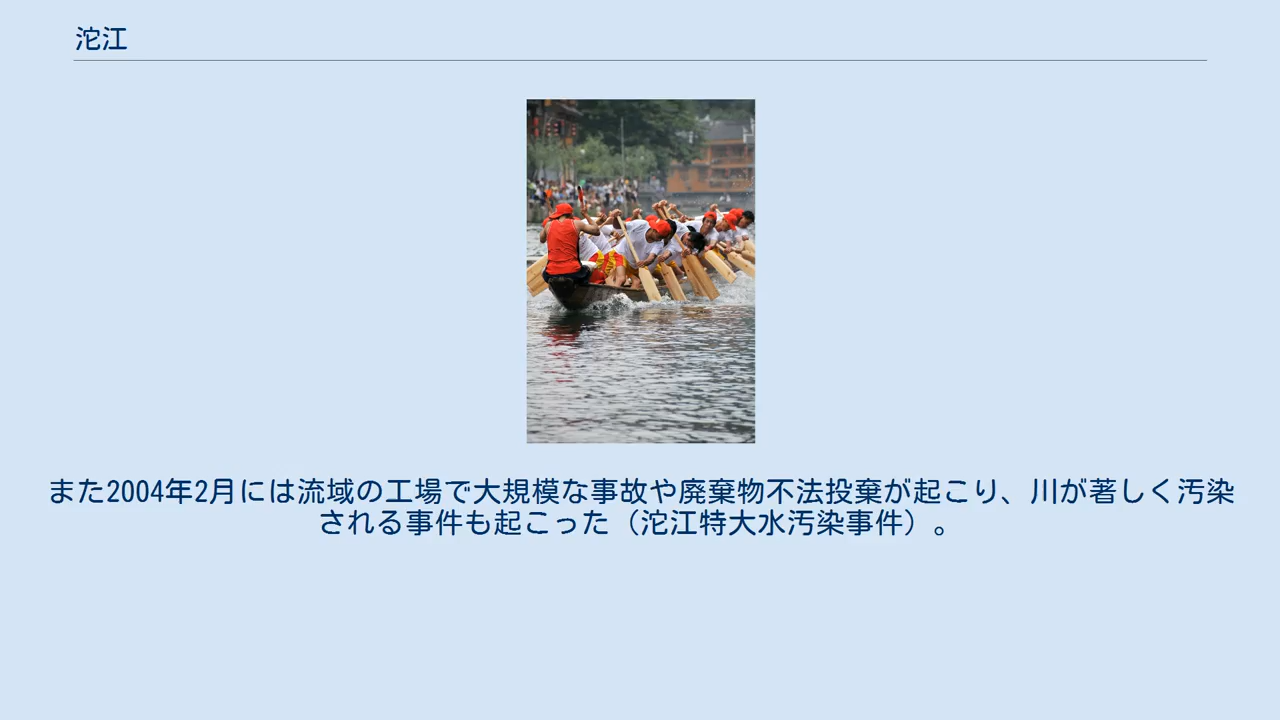 沱江
また2004年2月には流域の工場で大規模な事故や廃棄物不法投棄が起こり、川が著しく汚染
される事件も起こった（沱江特大水汚染事件）。